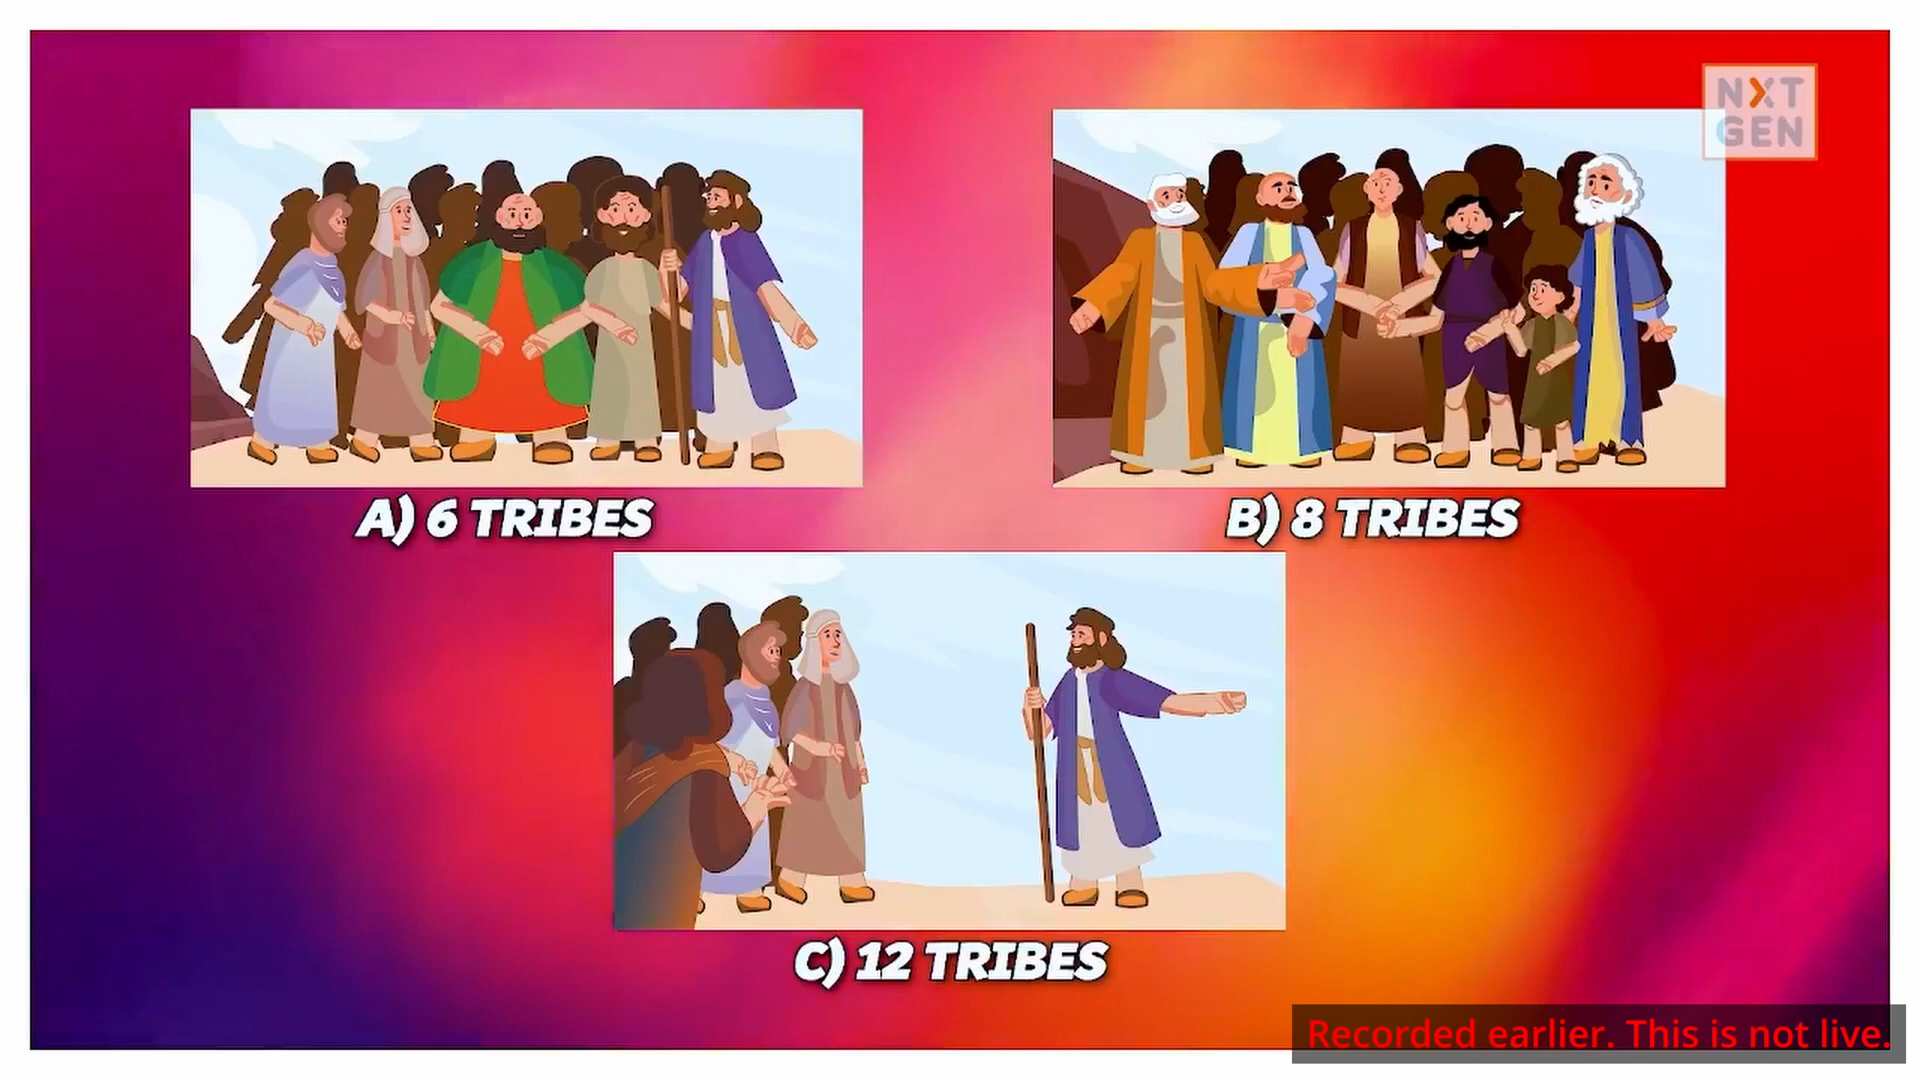 NXT
GEN
A) 6 TRIBES
B) 8 TRIBES
C) 12 TRIBES
Recorded earlier. This is not live.